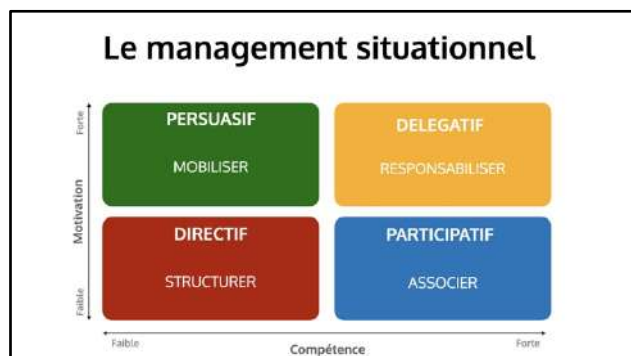 Le management situationnel
Forte
Motivation
Faible
PERSUASIF
MOBILISER
DELEGATIF
RESPONSABILISER
DIRECTIF
STRUCTURER
PARTICIPATIF
ASSOCIER
Faible
Compétence
Forte